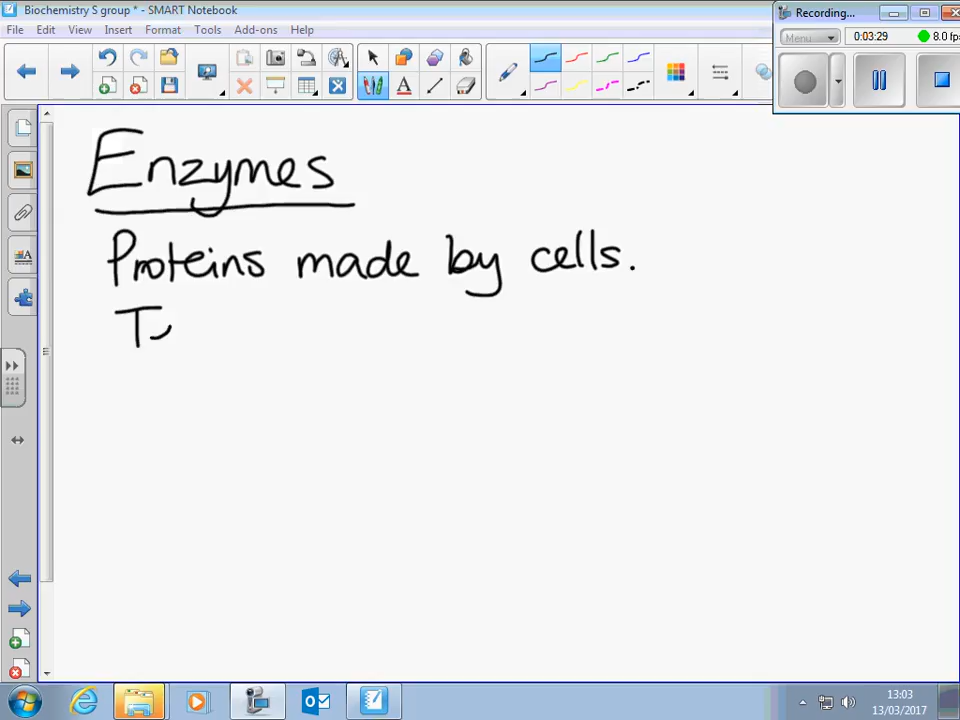 Biochemistry S group * - SMART Notebook
File Edit View Insert Format Tools Add-ons Help
Recording...
Menu 0:03:29 8.0 fp
Enzymes
Proteins made by cells.
13:03
13/03/2017